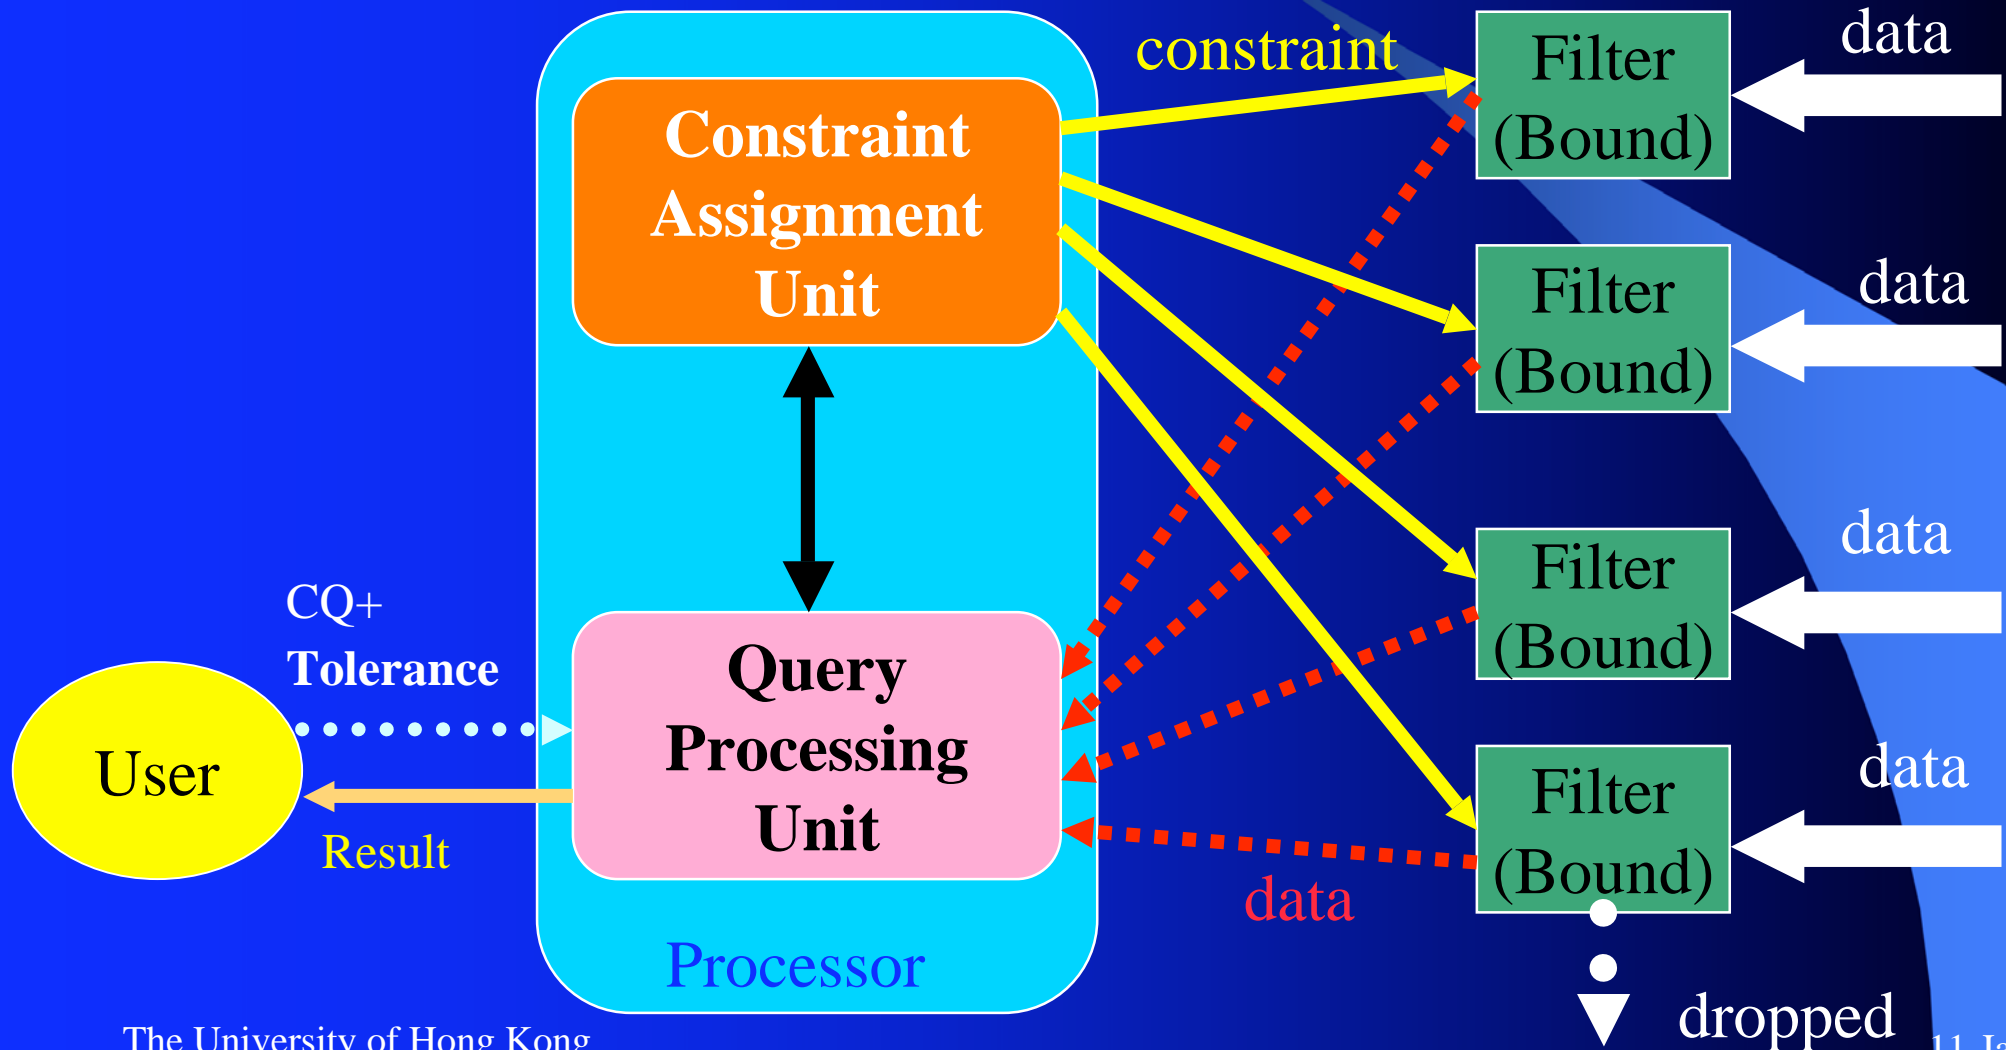 constraint
Constraint
Assignment
Unit
Filter
(Bound)
data
Filter
(Bound)
data
Filter
(Bound)
data
Filter
(Bound)
data
CQ+
Tolerance
User
Result
Query
Processing
Unit
data
Processor
dropped
The University of Hong Kong
11